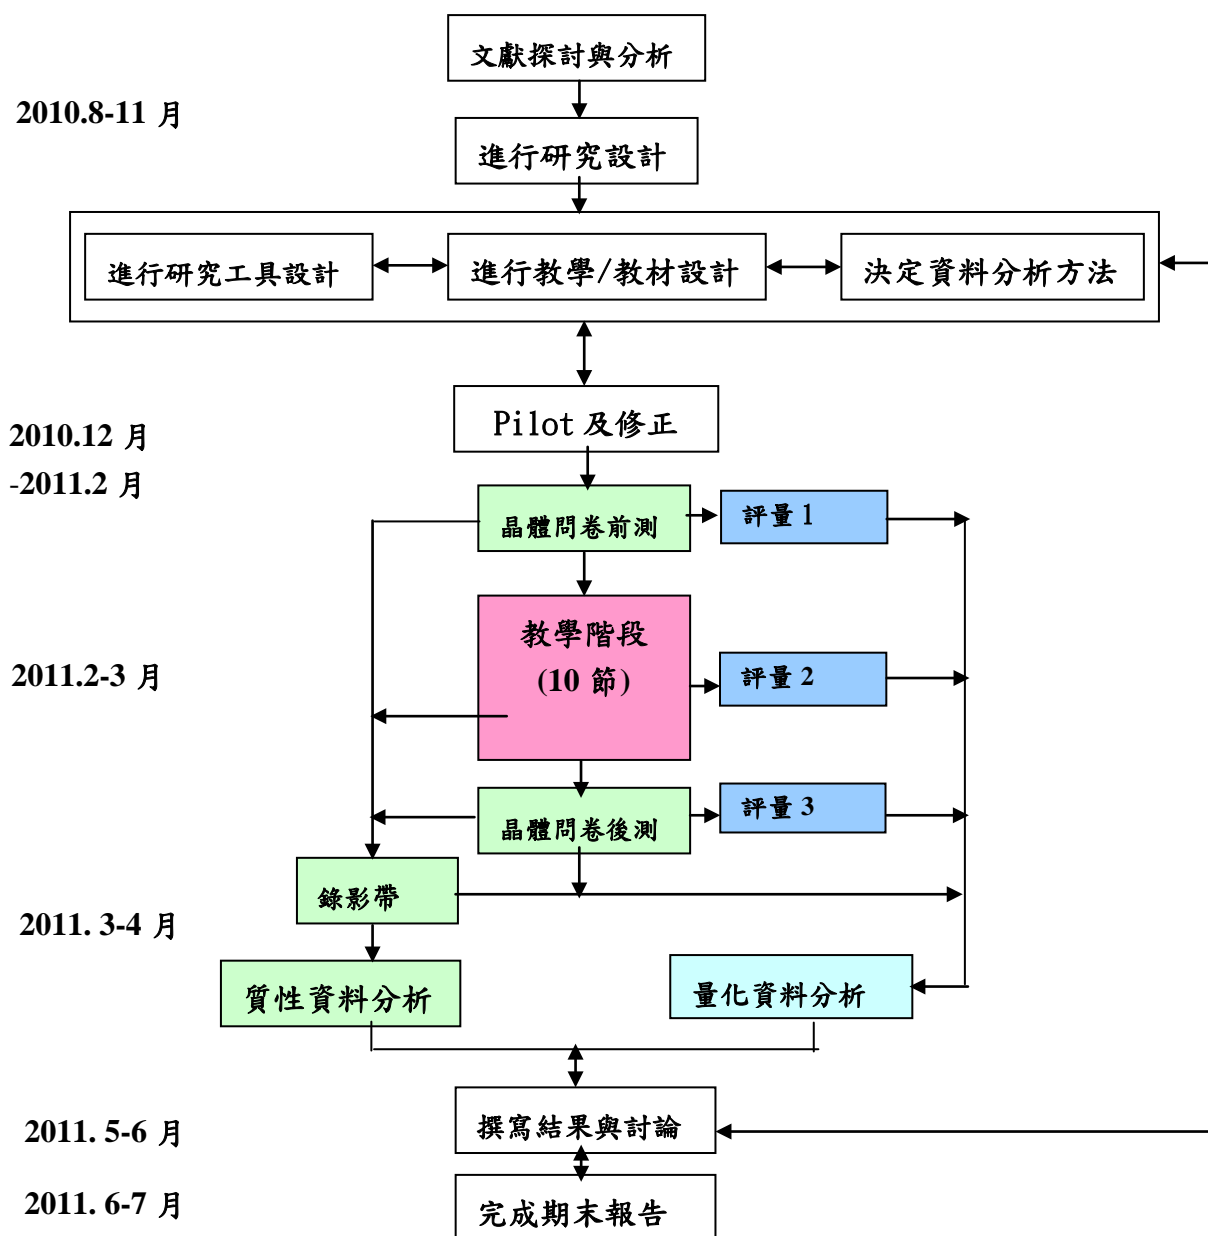 文獻探討與分析
2010.8-11 月
進行研究設計
進行研究工具設計
進行教學/教材設計
決定資料分析方法
Pilot 及修正
2010.12 月
-2011.2 月
晶體問卷前測
評量 1
教學階段
(10 節)
2011.2-3 月
評量 2
晶體問卷後測
評量 3
錄影帶
2011. 3-4 月
質性資料分析
量化資料分析
撰寫結果與討論
2011. 5-6 月
2011. 6-7 月
完成期末報告